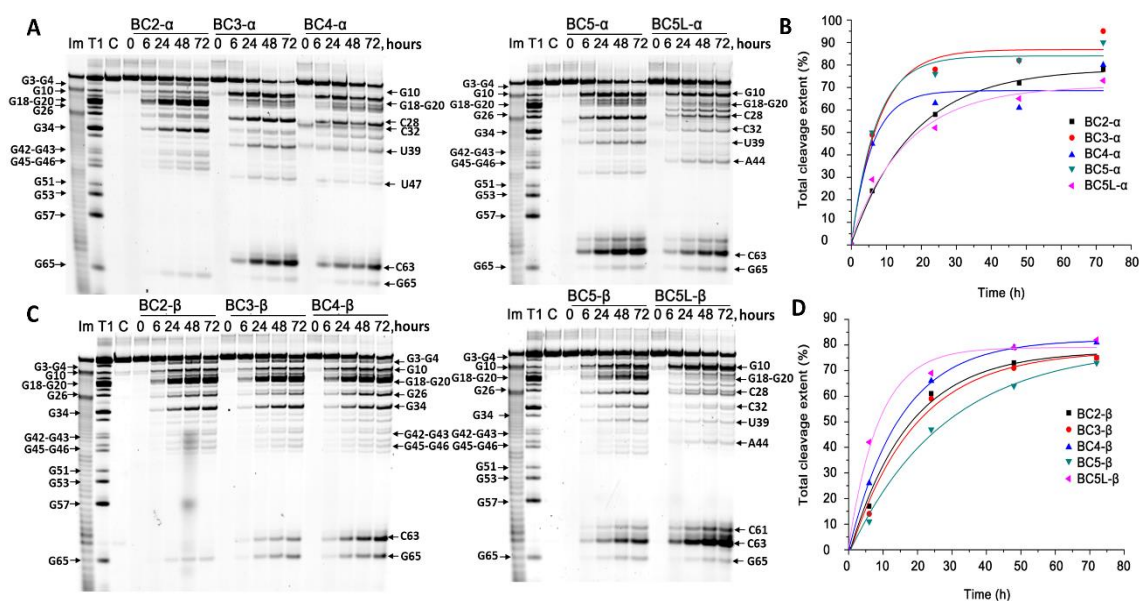 A
BC2-α BC3-α BC4-α
Im T1 C 0 6 24 48 72 0 6 24 48 72 0 6 24 48 72, hours
G3-G4
G10
G18-G20
G26
G34
G42-G43
G45-G46
G51
G53
G57
G65
G10
G18-G20
C28
C32
U39
U47
C63
G65
BC5-α BC5L-α
Im T1 C 0 6 24 48 72 0 6 24 48 72, hours
G3-G4
G10
G18-G20
G26
G34
G42-G43
G45-G46
G51
G53
G57
G65
G10
G18-G20
C28
C32
U39
A44
C63
G65
B
Total cleavage extent (%)
100
90
80
70
60
50
40
30
20
10
0
0 10 20 30 40 50 60 70 80
Time (h)
BC2-α
BC3-α
BC4-α
BC5-α
BC5L-α
C
BC2-β BC3-β BC4-β
Im T1 C 0 6 24 48 72 0 6 24 48 72 0 6 24 48 72, hours
G3-G4
G10
G18-G20
G26
G34
G42-G43
G45-G46
G51
G53
G57
G65
G3-G4
G10
G18-G20
G26
G34
G42-G43
G45-G46
C63
G65
BC5-β BC5L-β
Im T1 C 0 6 24 48 72 0 6 24 48 72, hours
G3-G4
G10
G18-G20
G26
G34
G42-G43
G45-G46
G51
G53
G57
G65
G10
G18-G20
C28
C32
U39
A44
C61
C63
G65
D
Total cleavage extent (%)
100
90
80
70
60
50
40
30
20
10
0
0 10 20 30 40 50 60 70 80
Time (h)
BC2-β
BC3-β
BC4-β
BC5-β
BC5L-β